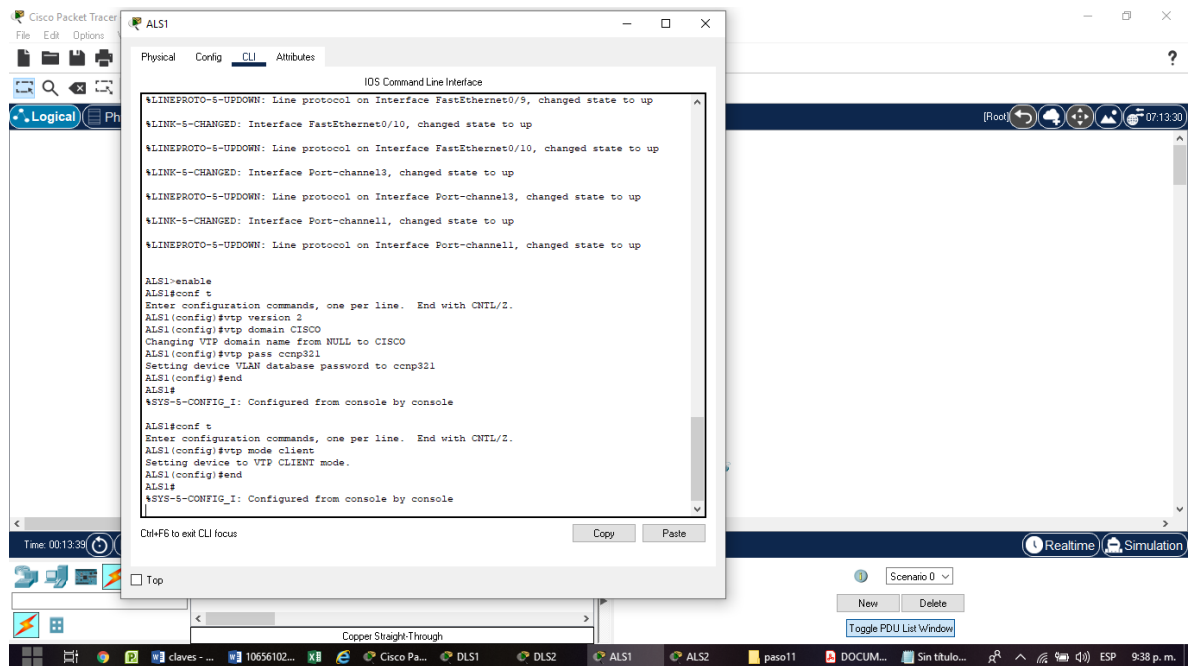 Cisco Packet Tracer
File Edit Options
ALS1
Physical Config CLI Attributes
IOS Command Line Interface
%LINEPROTO-5-UPDOWN: Line protocol on Interface FastEthernet0/9, changed state to up
%LINK-5-CHANGED: Interface FastEthernet0/10, changed state to up
%LINEPROTO-5-UPDOWN: Line protocol on Interface FastEthernet0/10, changed state to up
%LINK-5-CHANGED: Interface Port-channel3, changed state to up
%LINEPROTO-5-UPDOWN: Line protocol on Interface Port-channel3, changed state to up
%LINK-5-CHANGED: Interface Port-channel1, changed state to up
%LINEPROTO-5-UPDOWN: Line protocol on Interface Port-channel1, changed state to up
ALS1>enable
ALS1#conf t
Enter configuration commands, one per line. End with CNTL/Z.
ALS1(config)#vtp version 2
ALS1(config)#vtp domain CISCO
Changing VTP domain name from NULL to CISCO
ALS1(config)#vtp pass ccnp321
Setting device VLAN database password to ccnp321
ALS1(config)#end
ALS1#
%SYS-5-CONFIG_I: Configured from console by console
ALS1#conf t
Enter configuration commands, one per line. End with CNTL/Z.
ALS1(config)#vtp mode client
Setting device to VTP CLIENT mode.
ALS1(config)#end
ALS1#
%SYS-5-CONFIG_I: Configured from console by console
Ctrl+F6 to exit CLI focus
Copy Paste
Top
Logical Ph
[Root] 07:13:30
Time: 00:13:39
Realtime Simulation
Scenario 0
New Delete
Toggle PDU List Window
Copper Straight-Through
claves - ... 10656102... Cisco Pa... DLS1 DLS2 ALS1 ALS2 paso11 DOCUM... Sin título... ESP 9:38 p. m.